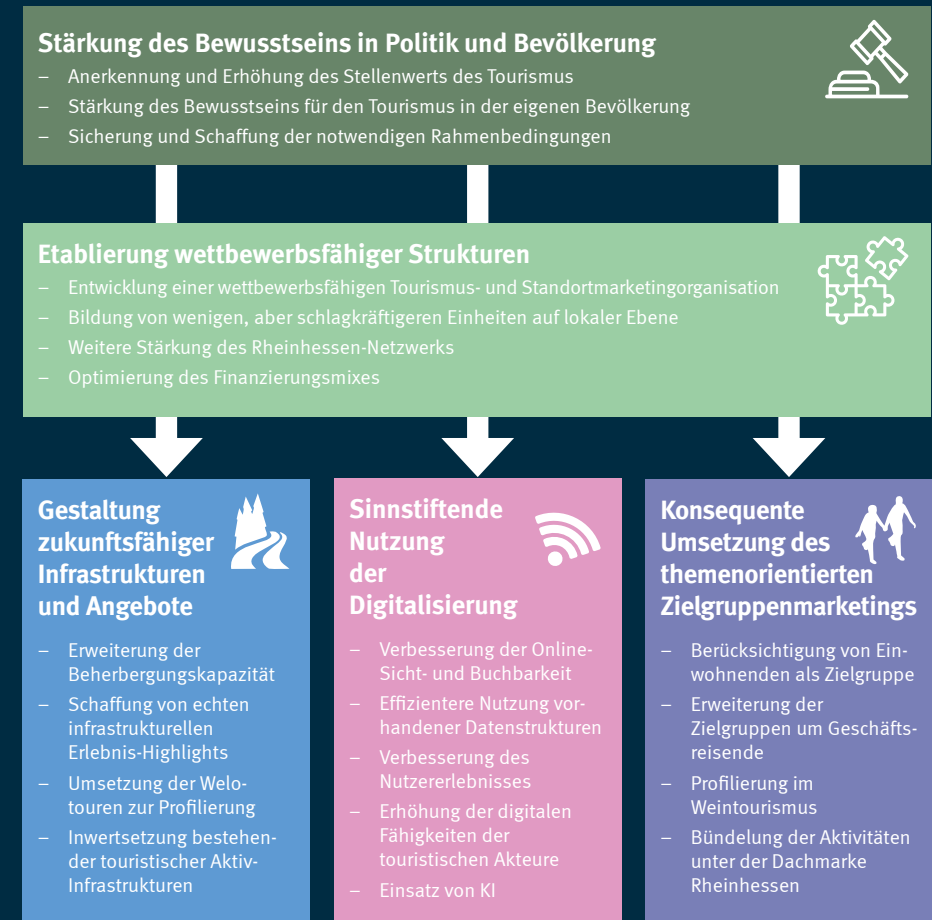 Stärkung des Bewusstseins in Politik und Bevölkerung
– Anerkennung und Erhöhung des Stellenwerts des Tourismus
– Stärkung des Bewusstseins für den Tourismus in der eigenen Bevölkerung
– Sicherung und Schaffung der notwendigen Rahmenbedingungen
Etablierung wettbewerbsfähiger Strukturen
– Entwicklung einer wettbewerbsfähigen Tourismus- und Standortmarketingorganisation
– Bildung von wenigen, aber schlagkräftigeren Einheiten auf lokaler Ebene
– Weitere Stärkung des Rheinhessen-Netzwerks
– Optimierung des Finanzierungsmixes
Gestaltung
zukunftsfähiger
Infrastrukturen
und Angebote
– Erweiterung der
Beherbergungskapazität
– Schaffung von echten
infrastrukturellen
Erlebnis-Highlights
– Umsetzung der Welo-
touren zur Profilierung
– Inwertsetzung bestehen-
der touristischer Aktiv-
Infrastrukturen
Sinnstiftende
Nutzung
der
Digitalisierung
– Verbesserung der Online-
Sicht- und Buchbarkeit
– Effizientere Nutzung vor-
handener Datenstrukturen
– Verbesserung des
Nutzererlebnisses
– Erhöhung der digitalen
Fähigkeiten der
touristischen Akteure
– Einsatz von KI
Konsequente
Umsetzung des
themenorientierten
Zielgruppenmarketings
– Berücksichtigung von Ein-
wohnenden als Zielgruppe
– Erweiterung der
Zielgruppen um Geschäfts-
reisende
– Profilierung im
Weintourismus
– Bündelung der Aktivitäten
unter der Dachmarke
Rheinhessen